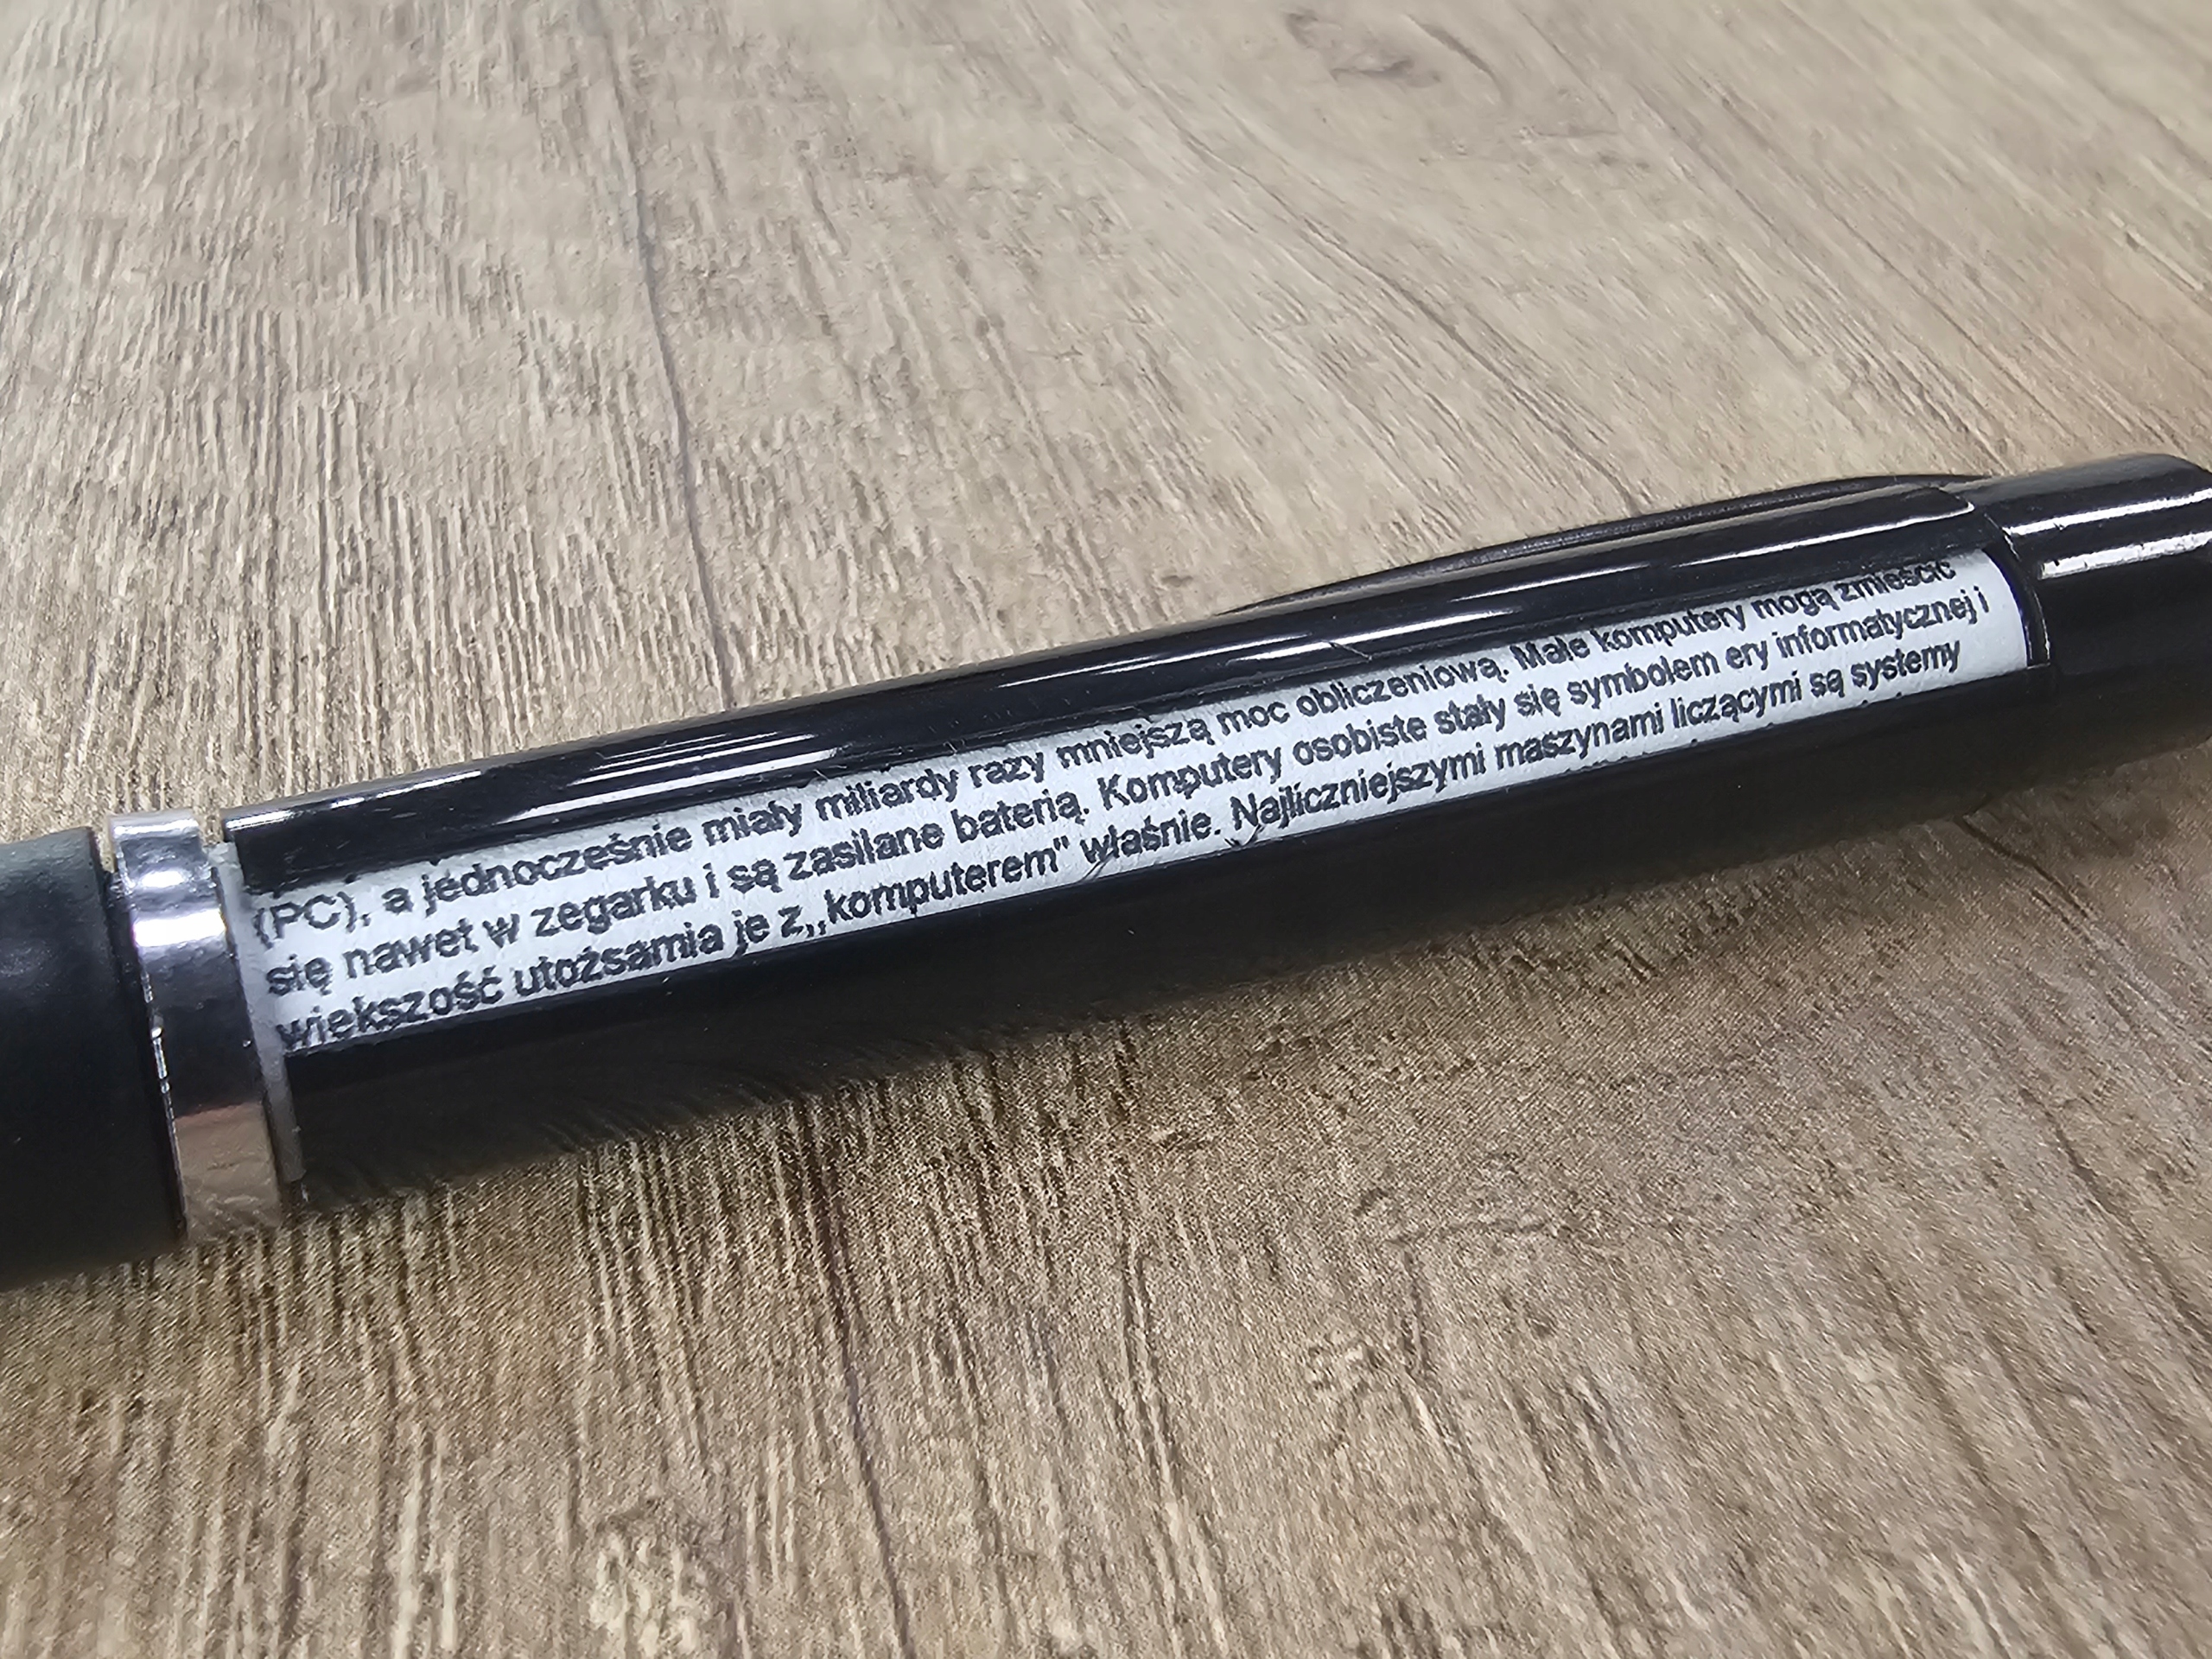 (PC), a jednocześnie miały miliardy razy mniejszą moc obliczeniową. Małe komputery mogą zmieścić
się nawet w zegarku i są zasilane baterią. Komputery osobiste stały się symbolem ery informatycznej i
większość utożsamia je z,,komputerem" właśnie. Najliczniejszymi maszynami liczącymi są systemy